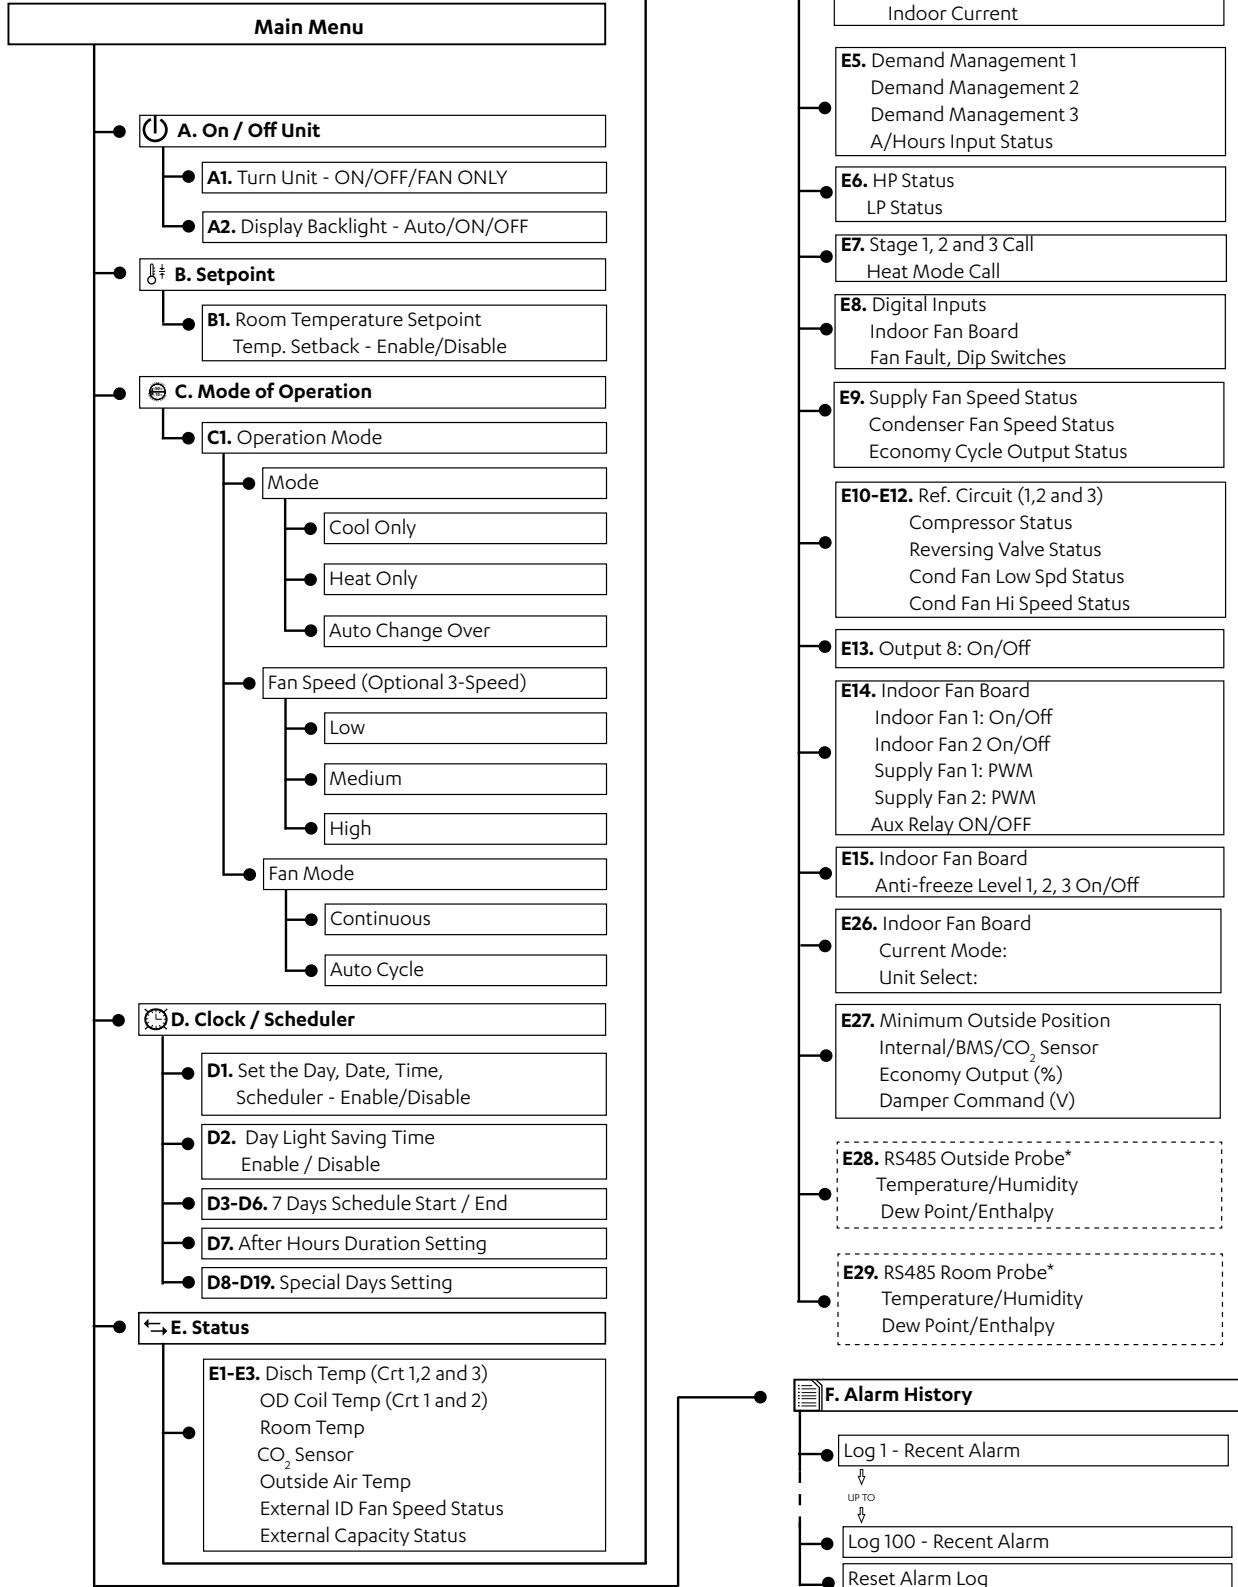 Main Menu
A. On / Off Unit
A1. Turn Unit - ON/OFF/FAN ONLY
A2. Display Backlight - Auto/ON/OFF
B. Setpoint
B1. Room Temperature Setpoint
Temp. Setback - Enable/Disable
C. Mode of Operation
C1. Operation Mode
Mode
Cool Only
Heat Only
Auto Change Over
Fan Speed (Optional 3-Speed)
Low
Medium
High
Fan Mode
Continuous
Auto Cycle
D. Clock / Scheduler
D1. Set the Day, Date, Time,
Scheduler - Enable/Disable
D2. Day Light Saving Time
Enable / Disable
D3-D6. 7 Days Schedule Start / End
D7. After Hours Duration Setting
D8-D19. Special Days Setting
E. Status
E1-E3. Disch Temp (Crt 1,2 and 3)
OD Coil Temp (Crt 1 and 2)
Room Temp
CO₂ Sensor
Outside Air Temp
External ID Fan Speed Status
External Capacity Status
Indoor Current
E5. Demand Management 1
Demand Management 2
Demand Management 3
A/Hours Input Status
E6. HP Status
LP Status
E7. Stage 1, 2 and 3 Call
Heat Mode Call
E8. Digital Inputs
Indoor Fan Board
Fan Fault, Dip Switches
E9. Supply Fan Speed Status
Condenser Fan Speed Status
Economy Cycle Output Status
E10-E12. Ref. Circuit (1,2 and 3)
Compressor Status
Reversing Valve Status
Cond Fan Low Spd Status
Cond Fan Hi Speed Status
E13. Output 8: On/Off
E14. Indoor Fan Board
Indoor Fan 1: On/Off
Indoor Fan 2 On/Off
Supply Fan 1: PWM
Supply Fan 2: PWM
Aux Relay ON/OFF
E15. Indoor Fan Board
Anti-freeze Level 1, 2, 3 On/Off
E26. Indoor Fan Board
Current Mode:
Unit Select:
E27. Minimum Outside Position
Internal/BMS/CO₂ Sensor
Economy Output (%)
Damper Command (V)
E28. RS485 Outside Probe*
Temperature/Humidity
Dew Point/Enthalpy
E29. RS485 Room Probe*
Temperature/Humidity
Dew Point/Enthalpy
F. Alarm History
Log 1 - Recent Alarm
UP TO
Log 100 - Recent Alarm
Reset Alarm Log